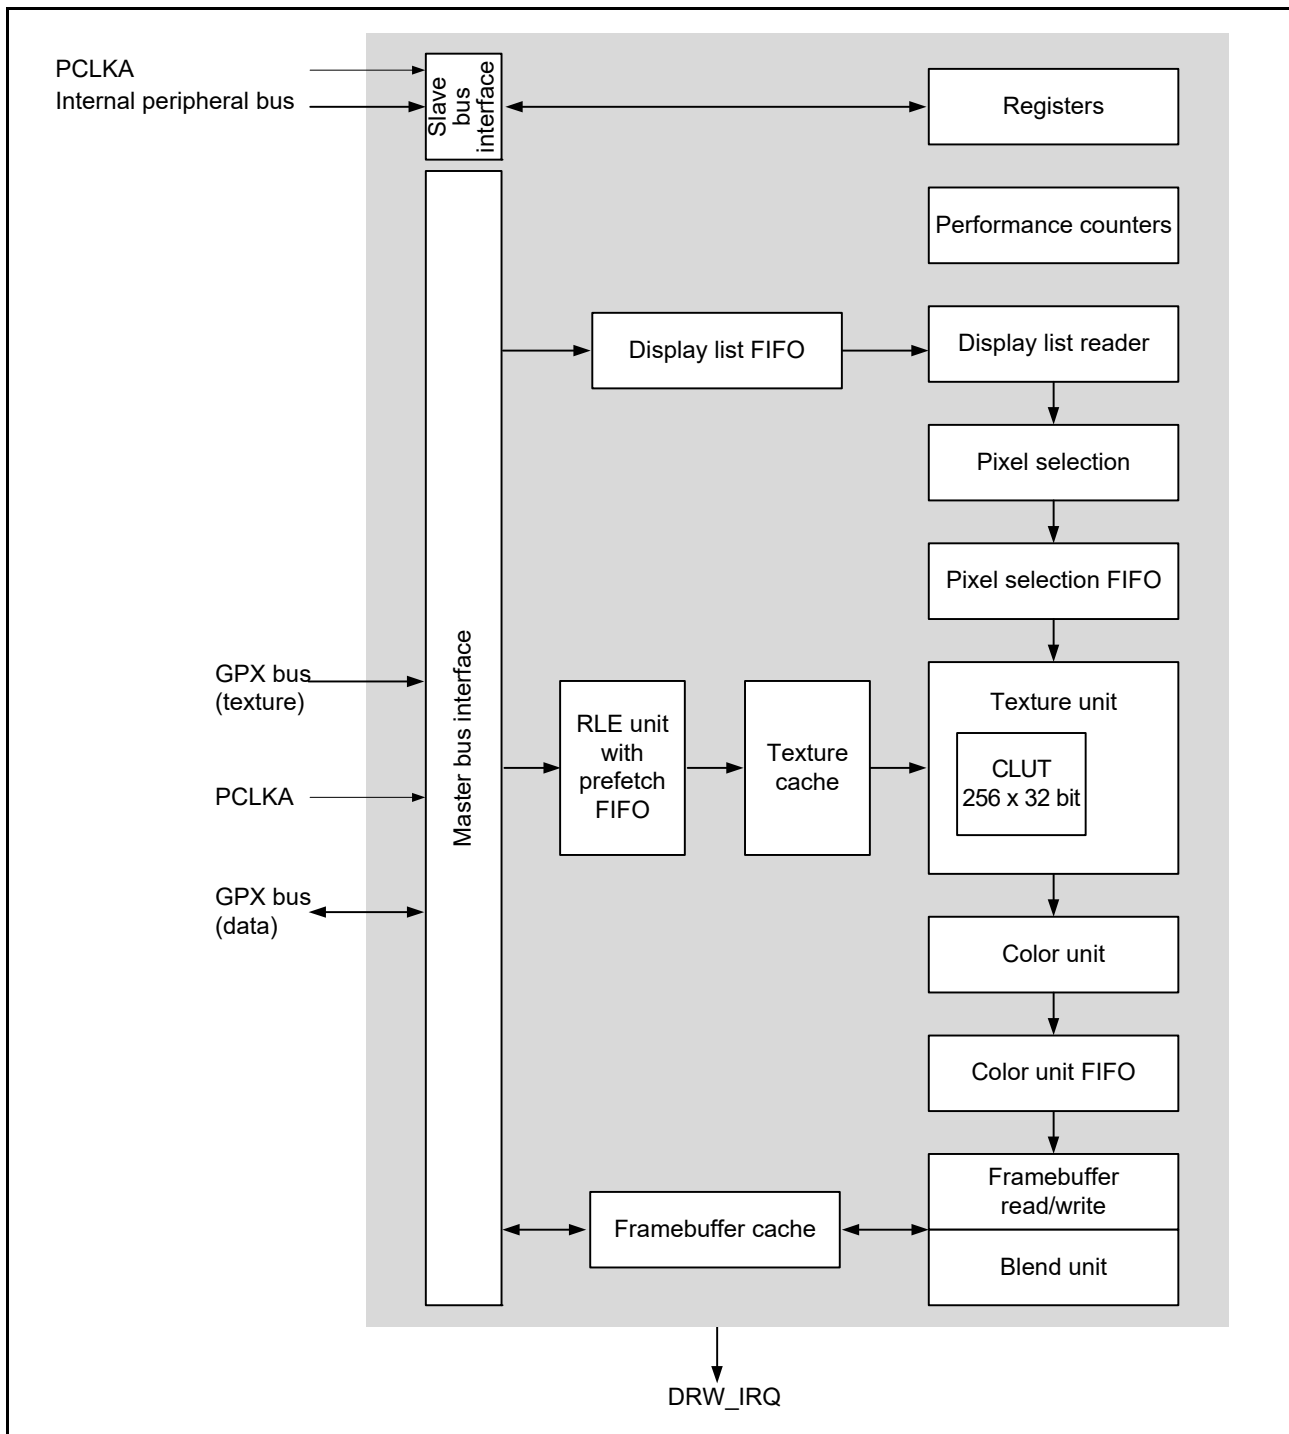 PCLKA
Internal peripheral bus
Slave
bus
interface
Registers
Performance counters
Display list FIFO
Display list reader
Pixel selection
Pixel selection FIFO
GPX bus
(texture)
Master bus interface
RLE unit
with
prefetch
FIFO
Texture
cache
Texture unit
CLUT
256 x 32 bit
PCLKA
GPX bus
(data)
Color unit
Color unit FIFO
Framebuffer
read/write
Framebuffer cache
Blend unit
DRW_IRQ